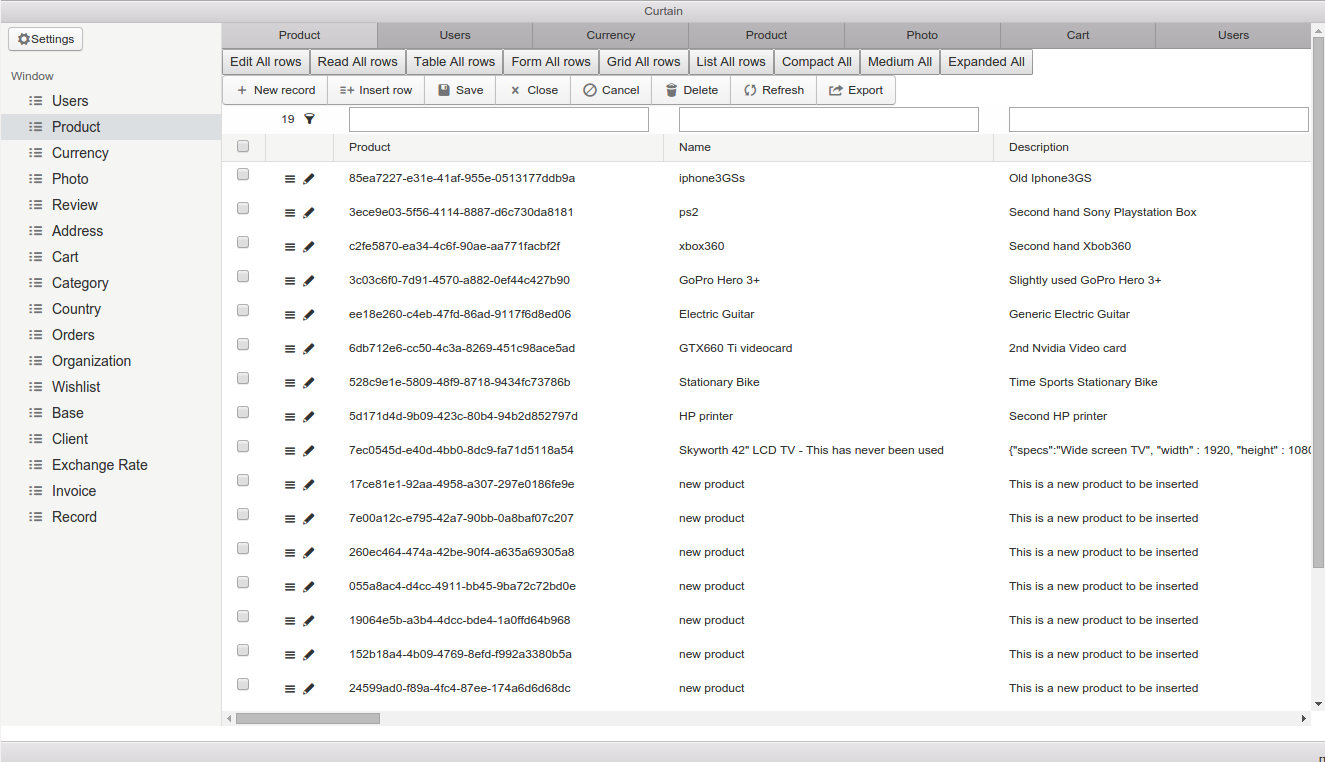 Curtain
Settings
Product Users Currency Product Photo Cart Users
Edit All rows Read All rows Table All rows Form All rows Grid All rows List All rows Compact All Medium All Expanded All
New record Insert row Save Close Cancel Delete Refresh Export
Window
Users
Product
Currency
Photo
Review
Address
Cart
Category
Country
Orders
Organization
Wishlist
Base
Client
Exchange Rate
Invoice
Record
19
Product Name Description
85ea7227-e31e-41af-955e-0513177ddb9a iphone3GSs Old Iphone3GS
3ece9e03-5f56-4114-8887-d6c730da8181 ps2 Second hand Sony Playstation Box
c2fe5870-ea34-4c6f-90ae-aa771facbf2f xbox360 Second hand Xbob360
3c03c6f0-7d91-4570-a882-0ef44c427b90 GoPro Hero 3+ Slightly used GoPro Hero 3+
ee18e260-c4eb-47fd-86ad-9117f6d8ed06 Electric Guitar Generic Electric Guitar
6db712e6-cc50-4c3a-8269-451c98ace5ad GTX660 Ti videocard 2nd Nvidia Video card
528c9e1e-5809-48f9-8718-9434fc73786b Stationary Bike Time Sports Stationary Bike
5d171d4d-9b09-423c-80b4-94b2d852797d HP printer Second HP printer
7ec0545d-e40d-4bb0-8dc9-fa71d5118a54 Skyworth 42" LCD TV - This has never been used {"specs":"Wide screen TV", "width" : 1920, "height" : 1080
17ce81e1-92aa-4958-a307-297e0186fe9e new product This is a new product to be inserted
7e00a12c-e795-42a7-90bb-0a8baf07c207 new product This is a new product to be inserted
260ec464-474a-42be-90f4-a635a69305a8 new product This is a new product to be inserted
055a8ac4-d4cc-4911-bb45-9ba72c72bd0e new product This is a new product to be inserted
19064e5b-a3b4-4dcc-bde4-1a0ffd64b968 new product This is a new product to be inserted
152b18a4-4b09-4769-8efd-f992a3380b5a new product This is a new product to be inserted
24599ad0-f89a-4fc4-87ee-174a6d6d68dc new product This is a new product to be inserted